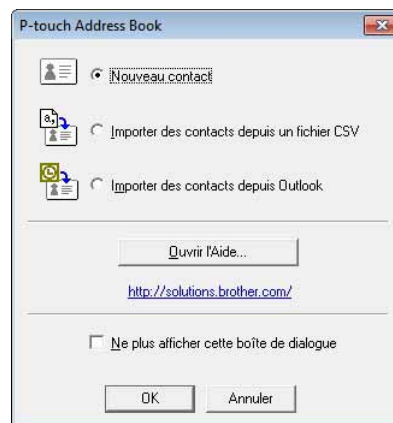 P-touch Address Book
Nouveau contact
a,
Importer des contacts depuis un fichier CSV
Importer des contacts depuis Outlook
Ouvrir l'Aide...
http://solutions.brother.com/
Ne plus afficher cette boîte de dialogue
OK Annuler